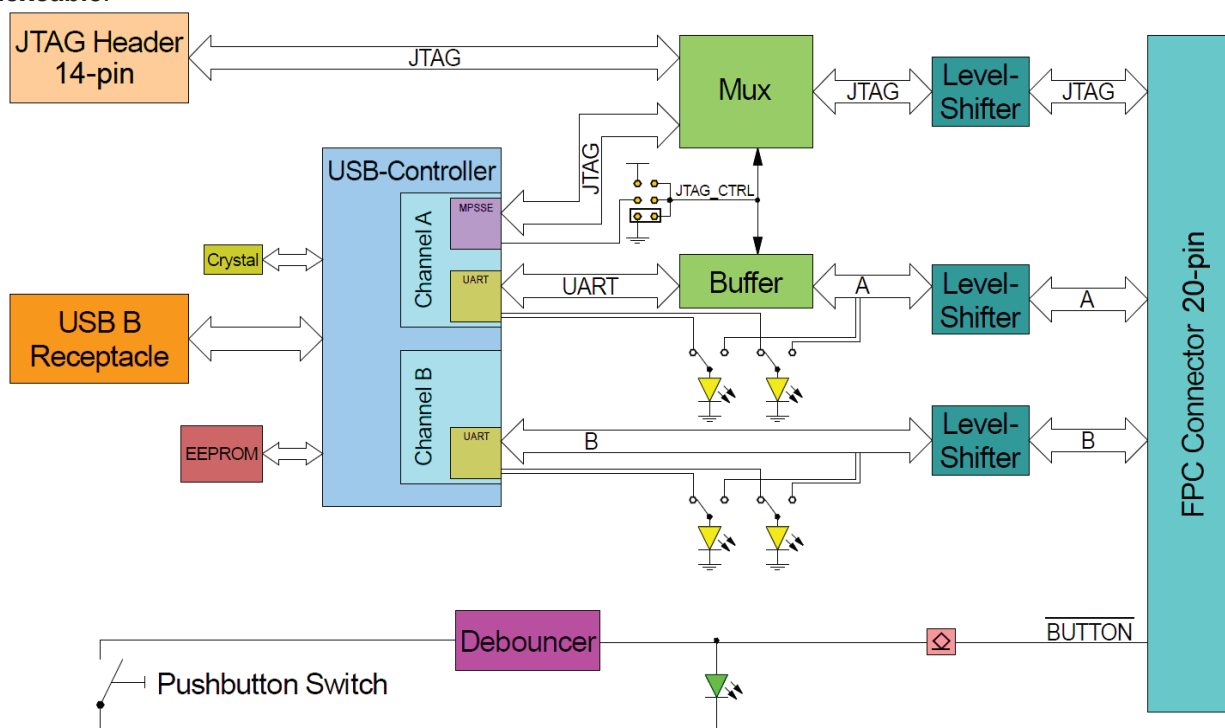 JTAG Header
14-pin
JTAG
Mux
JTAG
Level-
Shifter
JTAG
USB-Controller
JTAG
MPSSE
Channel A
JTAG_CTRL
Crystal
UART
UART
Buffer
A
Level-
Shifter
A
USB B
Receptacle
Channel B
EEPROM
UART
B
Level-
Shifter
B
FPC Connector 20-pin
Debouncer
BUTTON
Pushbutton Switch